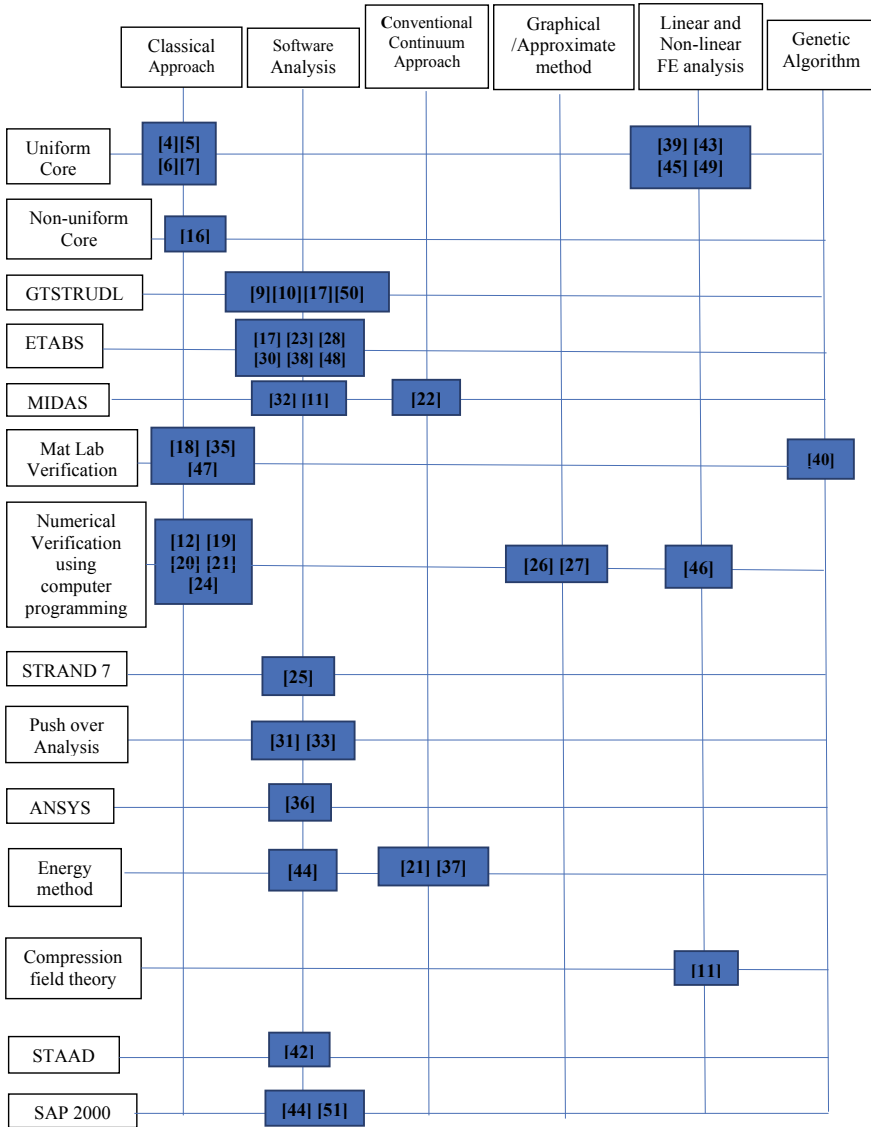 Classical
Approach
Software
Analysis
Conventional
Continuum
Approach
Graphical
/Approximate
method
Linear and
Non-linear
FE analysis
Genetic
Algorithm
Uniform
Core
[4][5]
[6][7]
[39] [43]
[45] [49]
Non-uniform
Core
[16]
GTSTRUDL
[9][10][17][50]
ETABS
[17] [23] [28]
[30] [38] [48]
MIDAS
[32] [11]
[22]
Mat Lab
Verification
[18] [35]
[47]
[40]
Numerical
Verification
using
computer
programming
[12] [19]
[20] [21]
[24]
[26] [27]
[46]
STRAND 7
[25]
Push over
Analysis
[31] [33]
ANSYS
[36]
Energy
method
[44]
[21] [37]
Compression
field theory
[11]
STAAD
[42]
SAP 2000
[44] [51]